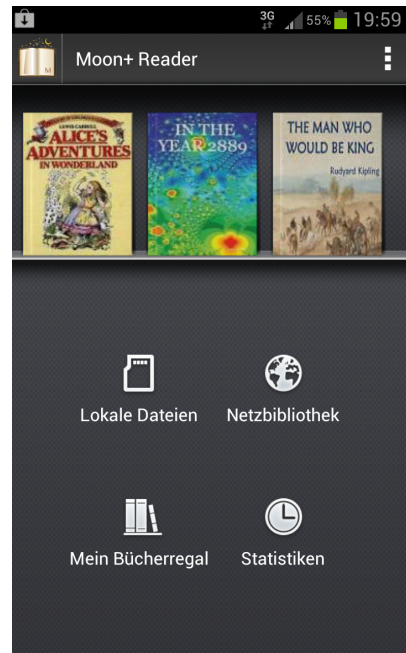 3G 55% 19:59
M
Moon+ Reader
LEWIS CARROLL
ALICE'S
ADVENTURES
IN WONDERLAND
IN THE
YEAR 2889
THE MAN WHO
WOULD BE KING
Rudyard Kipling
Lokale Dateien
Netzbibliothek
Mein Bücherregal
Statistiken